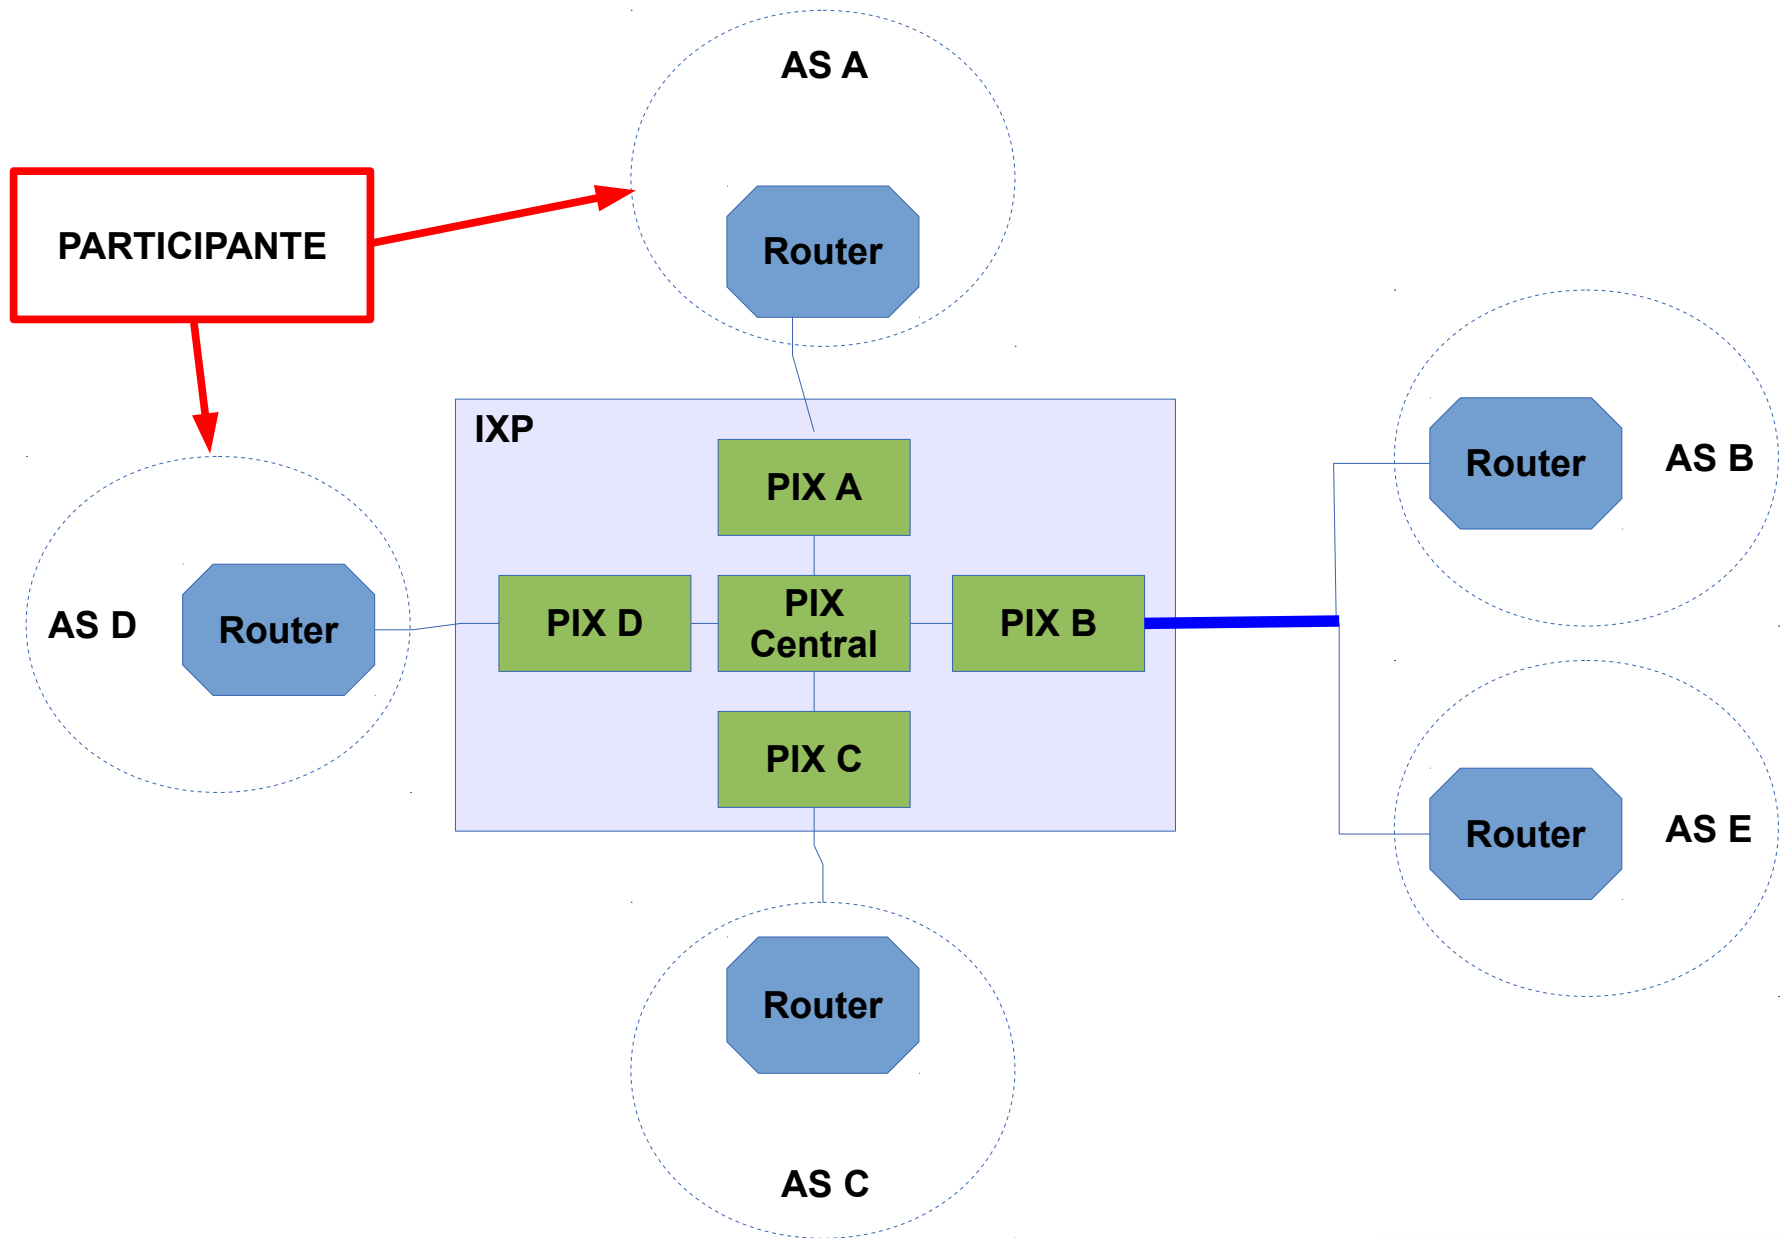 AS A
PARTICIPANTE
Router
IXP
PIX A
Router
AS B
AS D
Router
PIX D
PIX
Central
PIX B
PIX C
Router
AS E
Router
AS C